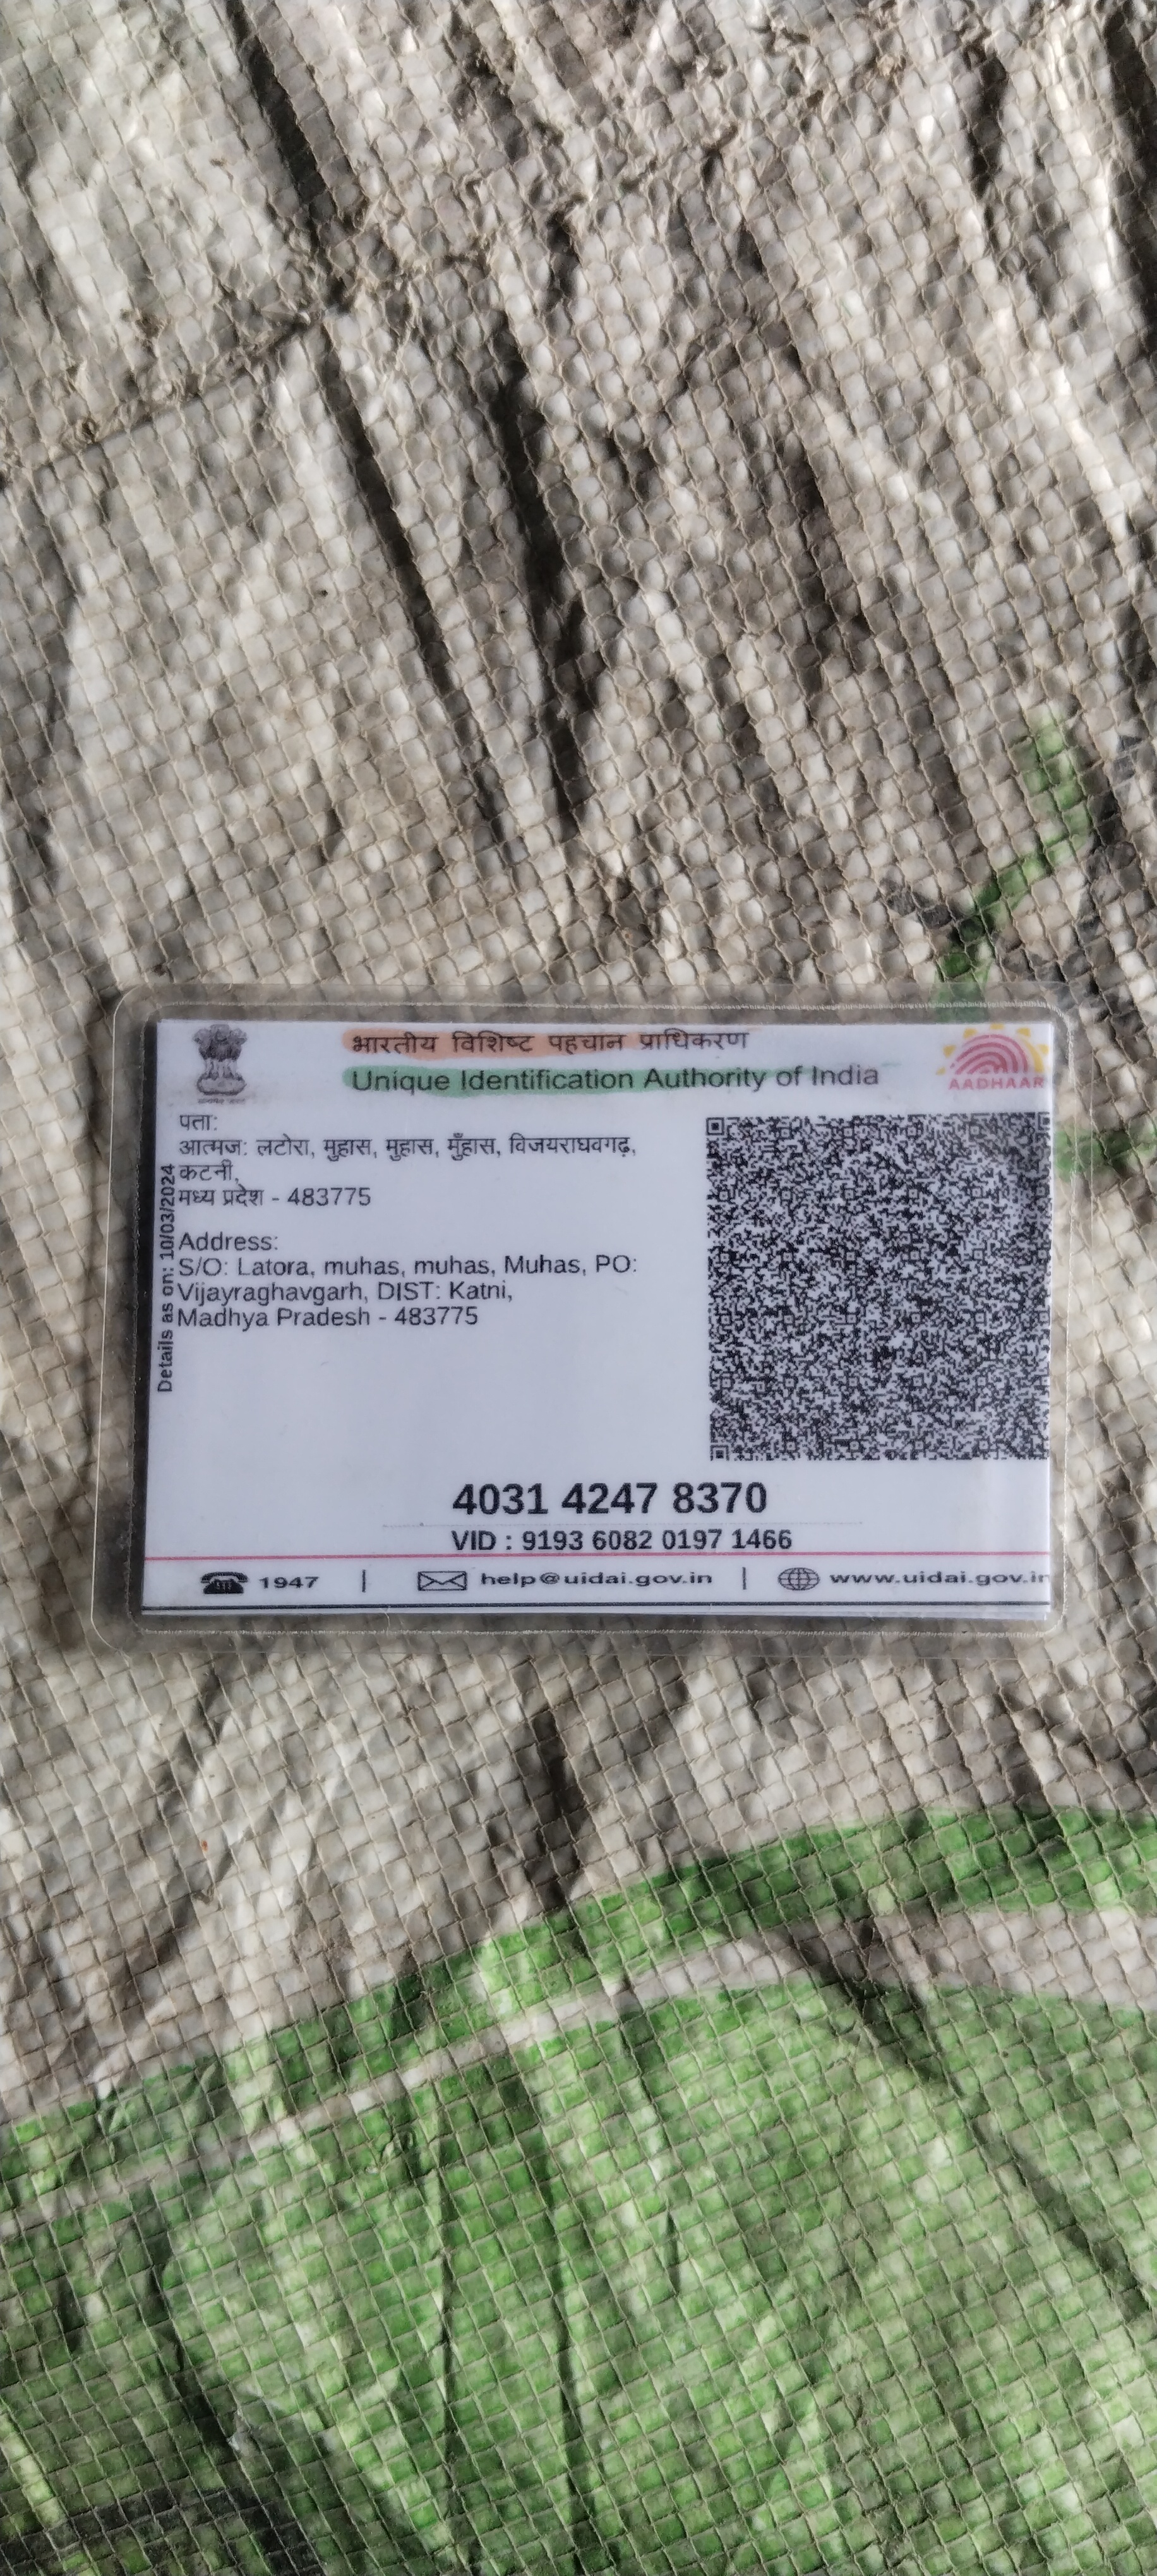 भारतीय विशिष्ट पहचान प्राधिकरण
Unique Identification Authority of India
AADHAAR
पता:
आत्मज: लटोरा, मुहास, मुहास, मुँहास, विजयराघवगढ़,
कटनी,
मध्य प्रदेश - 483775
Address:
S/O: Latora, muhas, muhas, Muhas, PO:
Vijayraghavgarh, DIST: Katni,
Madhya Pradesh - 483775
Details as on: 10/03/2024
4031 4247 8370
VID : 9193 6082 0197 1466
1947 | help@uidai.gov.in | www.uidai.gov.in